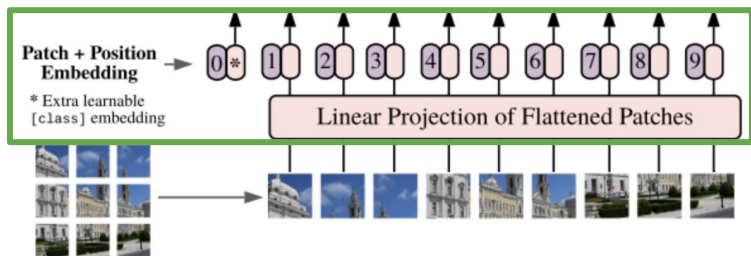 Patch + Position
Embedding
0 * 1 2 3 4 5 6 7 8 9
* Extra learnable
[class] embedding
Linear Projection of Flattened Patches